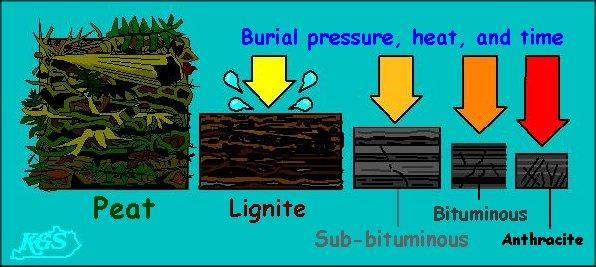 Burial pressure, heat, and time
Peat
Lignite
Sub-bituminous
Bituminous
Anthracite
KGS